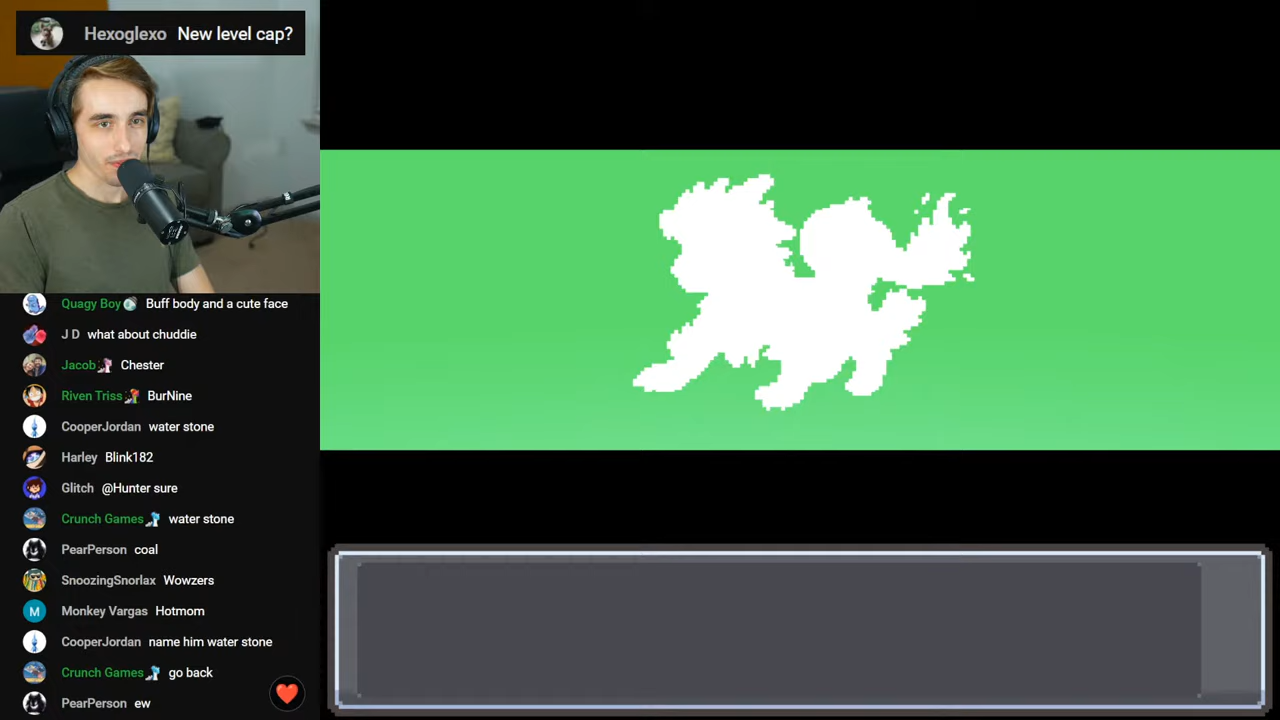 Hexoglexo New level cap?
Quagy Boy Buff body and a cute face
J D what about chuddie
Jacob Chester
Riven Triss BurNine
CooperJordan water stone
Harley Blink182
Glitch @Hunter sure
Crunch Games water stone
PearPerson coal
SnoozingSnorlax Wowzers
M Monkey Vargas Hotmom
CooperJordan name him water stone
Crunch Games go back
PearPerson ew